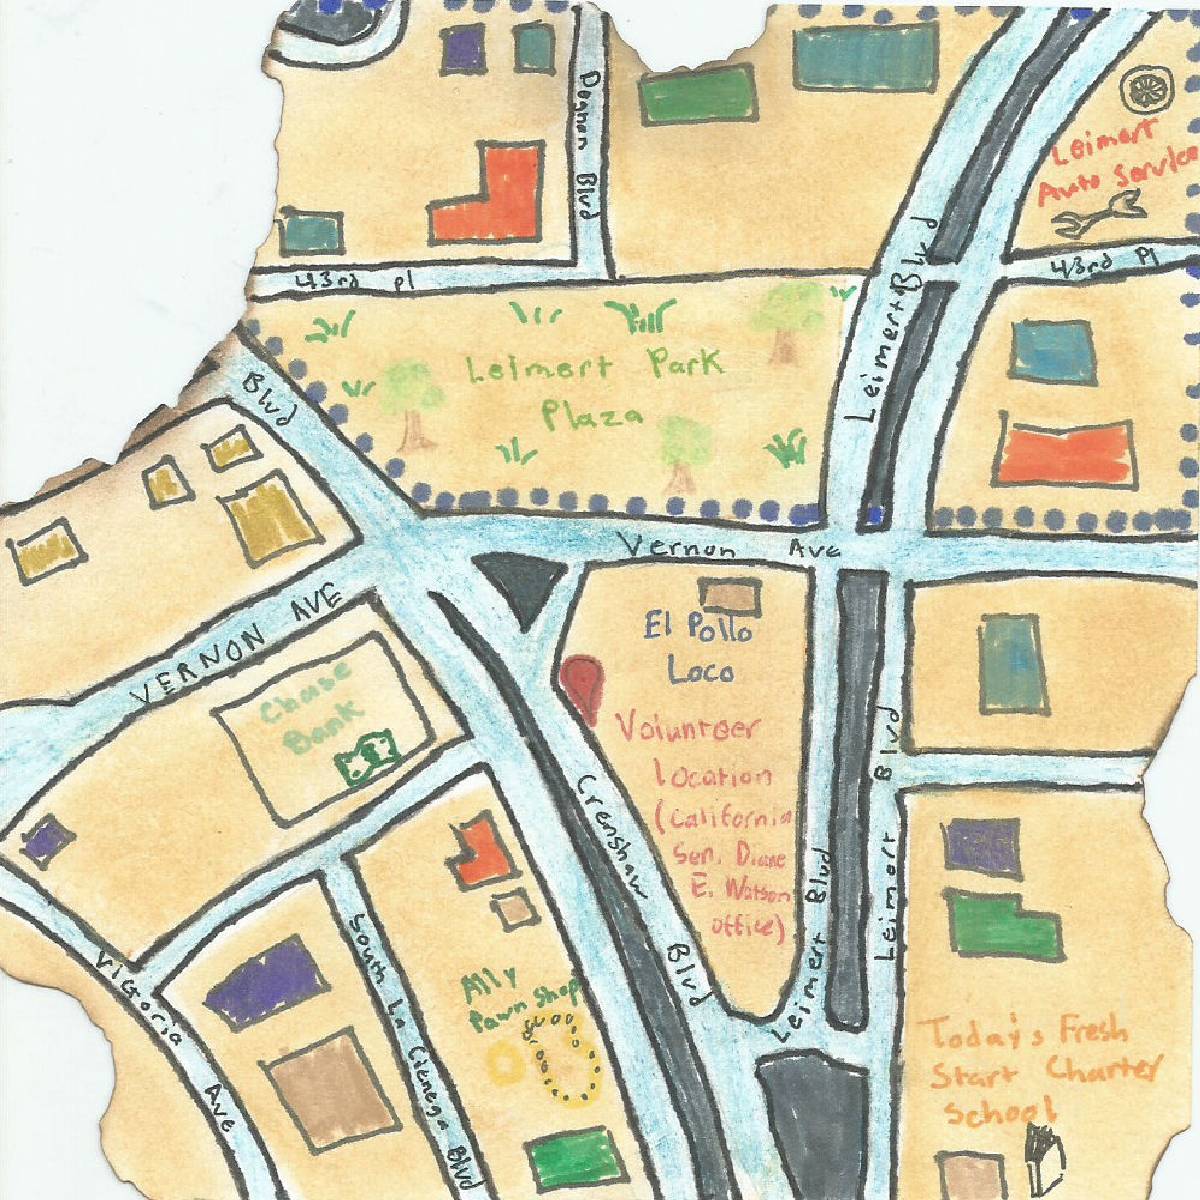 Degnan Blvd
Leimert
Auto Service
43rd Pl
43rd Pl
Leimert Blvd
Leimert Park
Plaza
Blvd
Vernon Ave
VERNON AVE
El Pollo
Loco
Chase
Bank
Volunteer
location
(California
Sen. Diane
E. Watson
office)
Crenshaw Blvd
Leimert Blvd
Leimert Blvd
Victoria Ave
South La Cienega Blvd
Ally
Pawn Shop
Today's Fresh
Start Charter
School